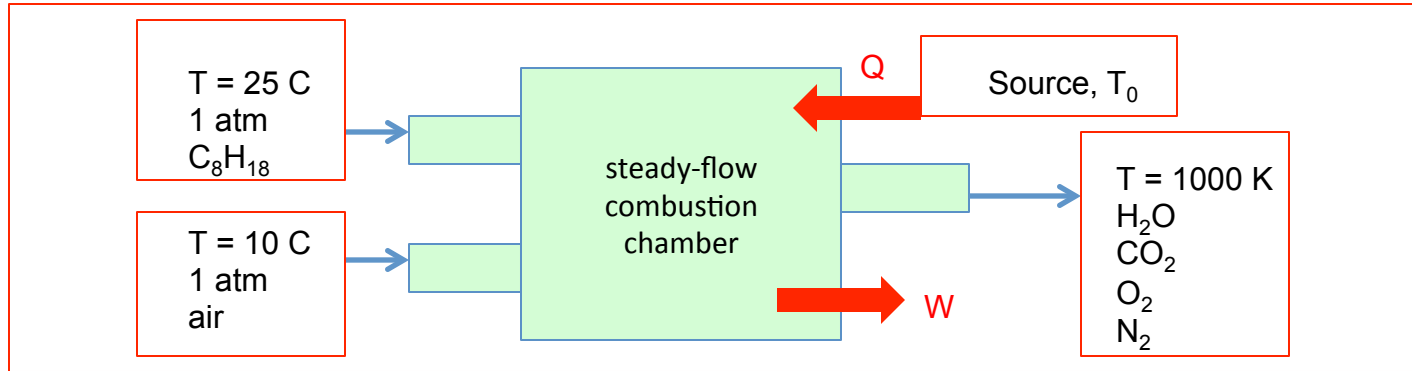 T = 25 C
1 atm
C₈H₁₈
T = 10 C
1 atm
air
steady-flow
combustion
chamber
Q
Source, T₀
W
T = 1000 K
H₂O
CO₂
O₂
N₂